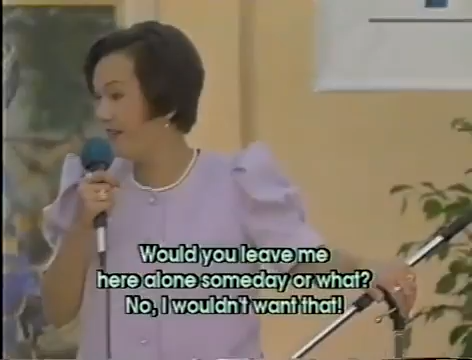 Would you leave me
here alone someday or what?
No, I wouldn't want that!